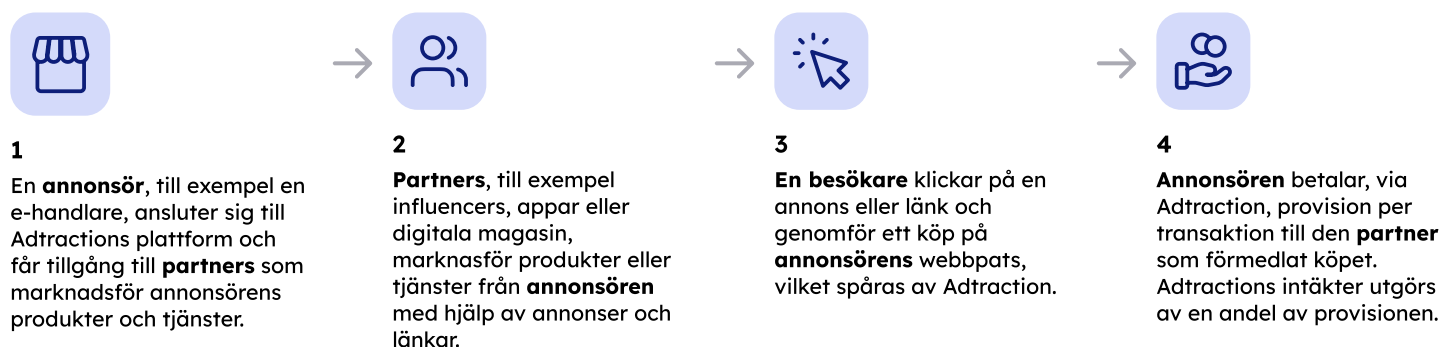 1
En annonsör, till exempel en
e-handlare, ansluter sig till
Adtractions plattform och
får tillgång till partners som
marknadsför annonsörens
produkter och tjänster.
2
Partners, till exempel
influencers, appar eller
digitala magasin,
marknasför produkter eller
tjänster från annonsören
med hjälp av annonser och
länkar.
3
En besökare klickar på en
annons eller länk och
genomför ett köp på
annonsörens webbpats,
vilket spåras av Adtraction.
4
Annonsören betalar, via
Adtraction, provision per
transaktion till den partner
som förmedlat köpet.
Adtractions intäkter utgörs
av en andel av provisionen.